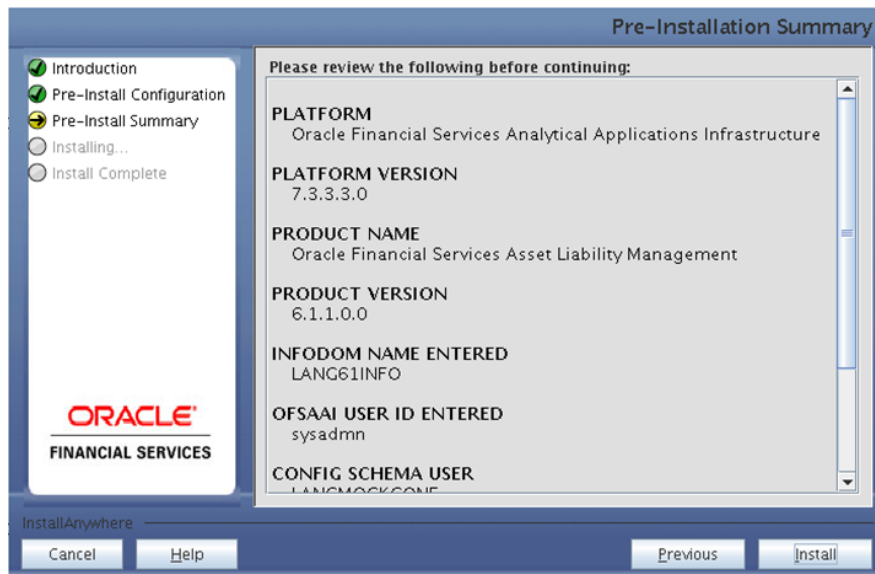 Pre-Installation Summary
Introduction
Pre-Install Configuration
Pre-Install Summary
Installing...
Install Complete
ORACLE
FINANCIAL SERVICES
Please review the following before continuing:
PLATFORM
Oracle Financial Services Analytical Applications Infrastructure
PLATFORM VERSION
7.3.3.3.0
PRODUCT NAME
Oracle Financial Services Asset Liability Management
PRODUCT VERSION
6.1.1.0.0
INFODOM NAME ENTERED
LANG61INFO
OFSAAI USER ID ENTERED
sysadmn
CONFIG SCHEMA USER
InstallAnywhere
Cancel
Help
Previous
Install